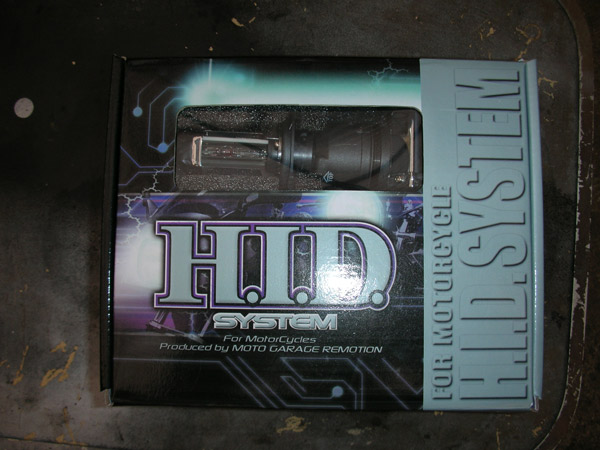 H.I.D.
SYSTEM
For MotorCycles
Produced by MOTO GARAGE REMOTION
FOR MOTORCYCLE
H.I.D.SYSTEM